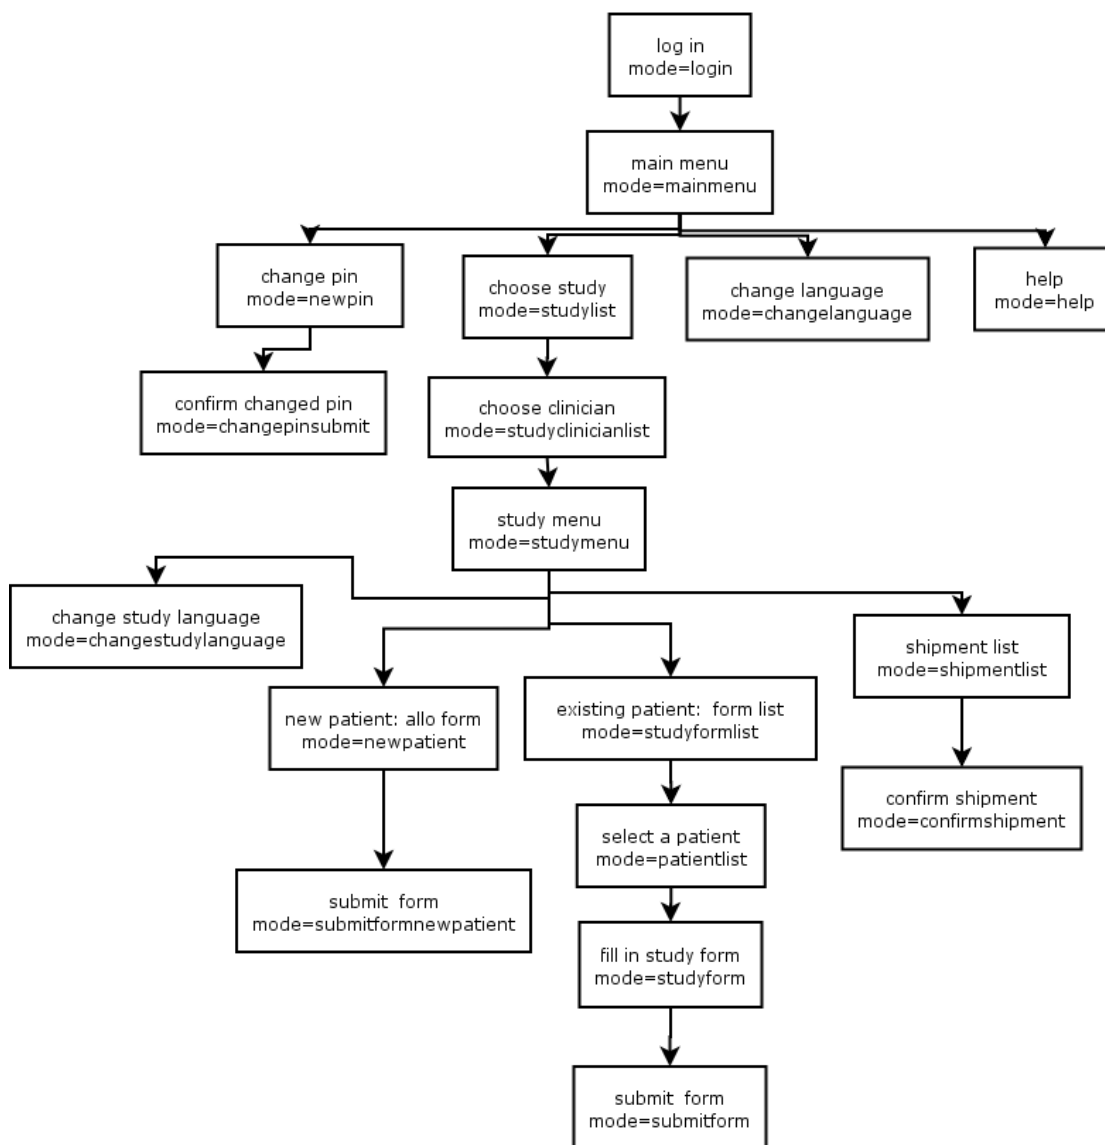 log in
mode=login
main menu
mode=mainmenu
change pin
mode=newpin
choose study
mode=studylist
change language
mode=changelanguage
help
mode=help
confirm changed pin
mode=changepinsubmit
choose clinician
mode=studyclinicianlist
study menu
mode=studymenu
change study language
mode=changestudylanguage
new patient: allo form
mode=newpatient
existing patient:  form list
mode=studyformlist
shipment list
mode=shipmentlist
confirm shipment
mode=confirmshipment
select a patient
mode=patientlist
submit  form
mode=submitformnewpatient
fill in study form
mode=studyform
submit  form
mode=submitform